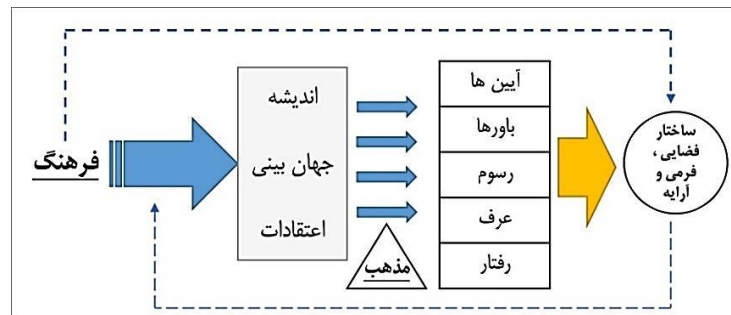 فرهنگ
اندیشه
جهان بینی
اعتقادات
مذهب
آیین ها
باورها
رسوم
عرف
رفتار
ساختار
فضایی ،
فرمی و
آرایه